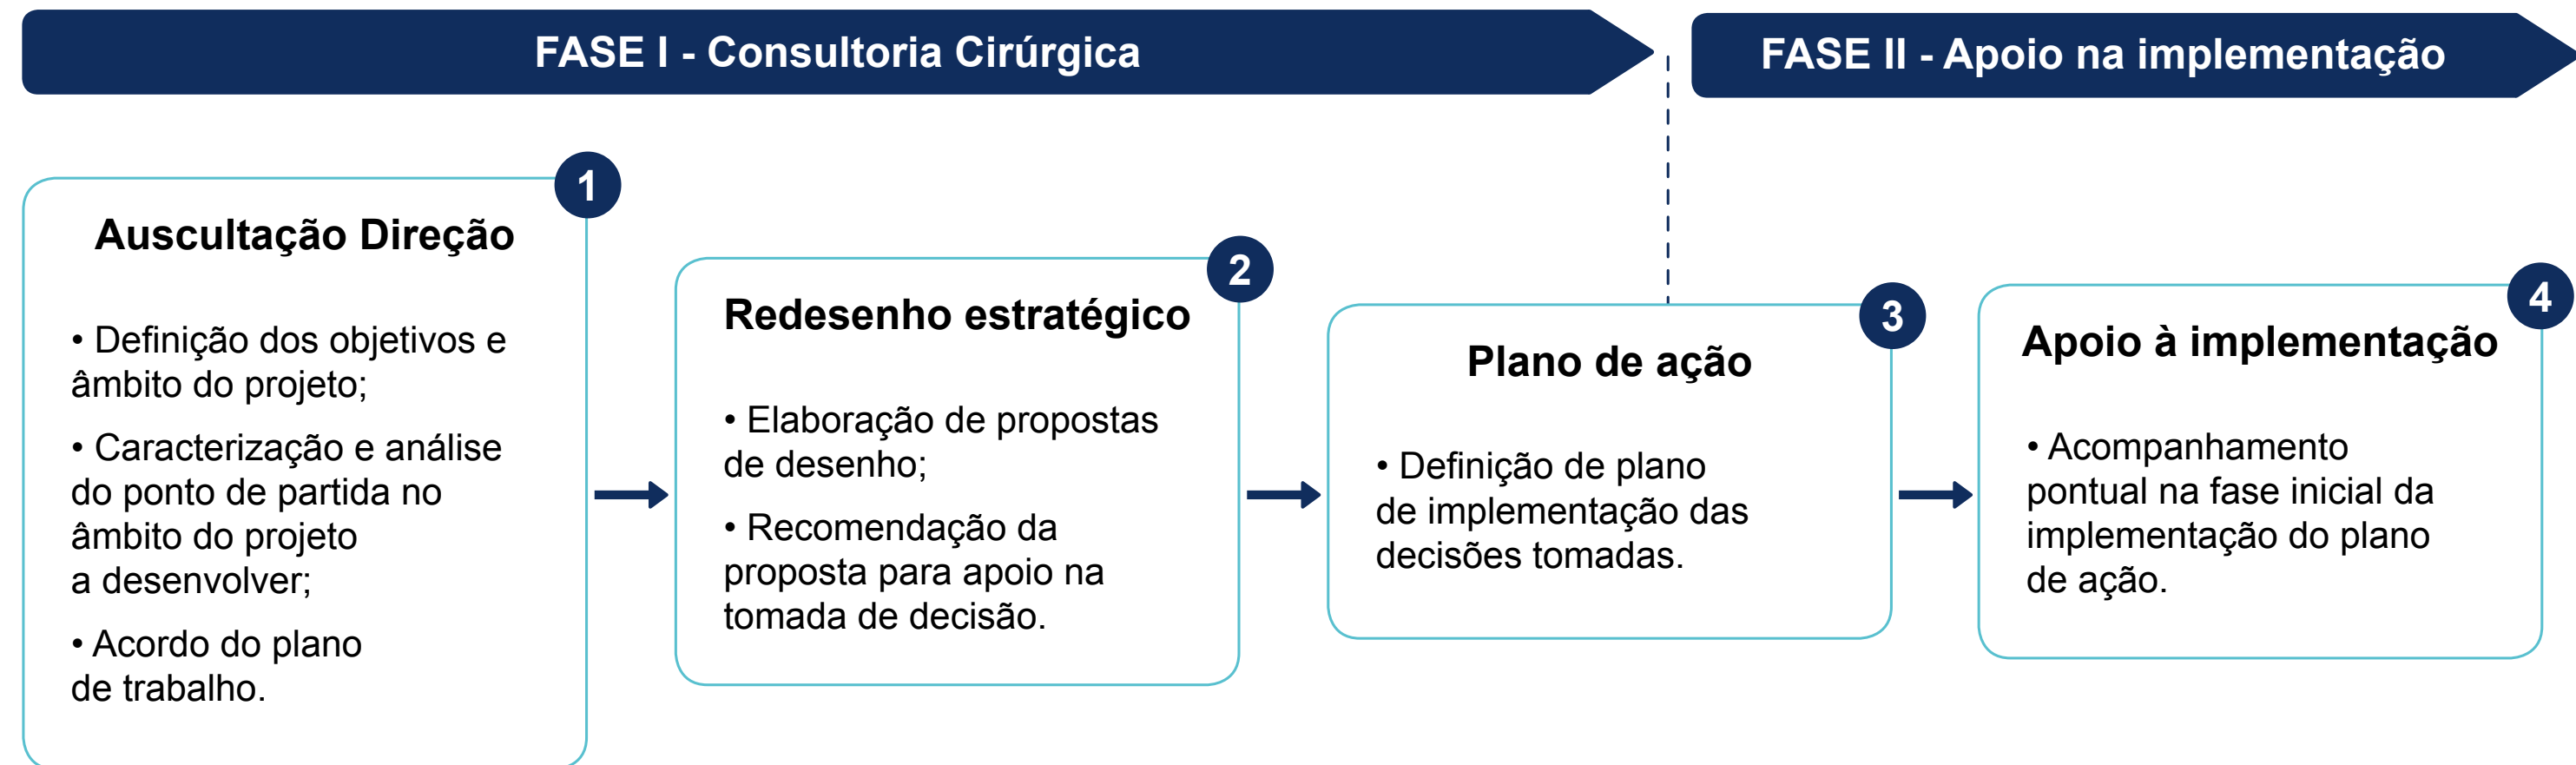 FASE I - Consultoria Cirúrgica
FASE II - Apoio na implementação
1
Auscultação Direção
• Definição dos objetivos e
âmbito do projeto;
• Caracterização e análise
do ponto de partida no
âmbito do projeto
a desenvolver;
• Acordo do plano
de trabalho.
2
Redesenho estratégico
• Elaboração de propostas
de desenho;
• Recomendação da
proposta para apoio na
tomada de decisão.
3
Plano de ação
• Definição de plano
de implementação das
decisões tomadas.
4
Apoio à implementação
• Acompanhamento
pontual na fase inicial da
implementação do plano
de ação.